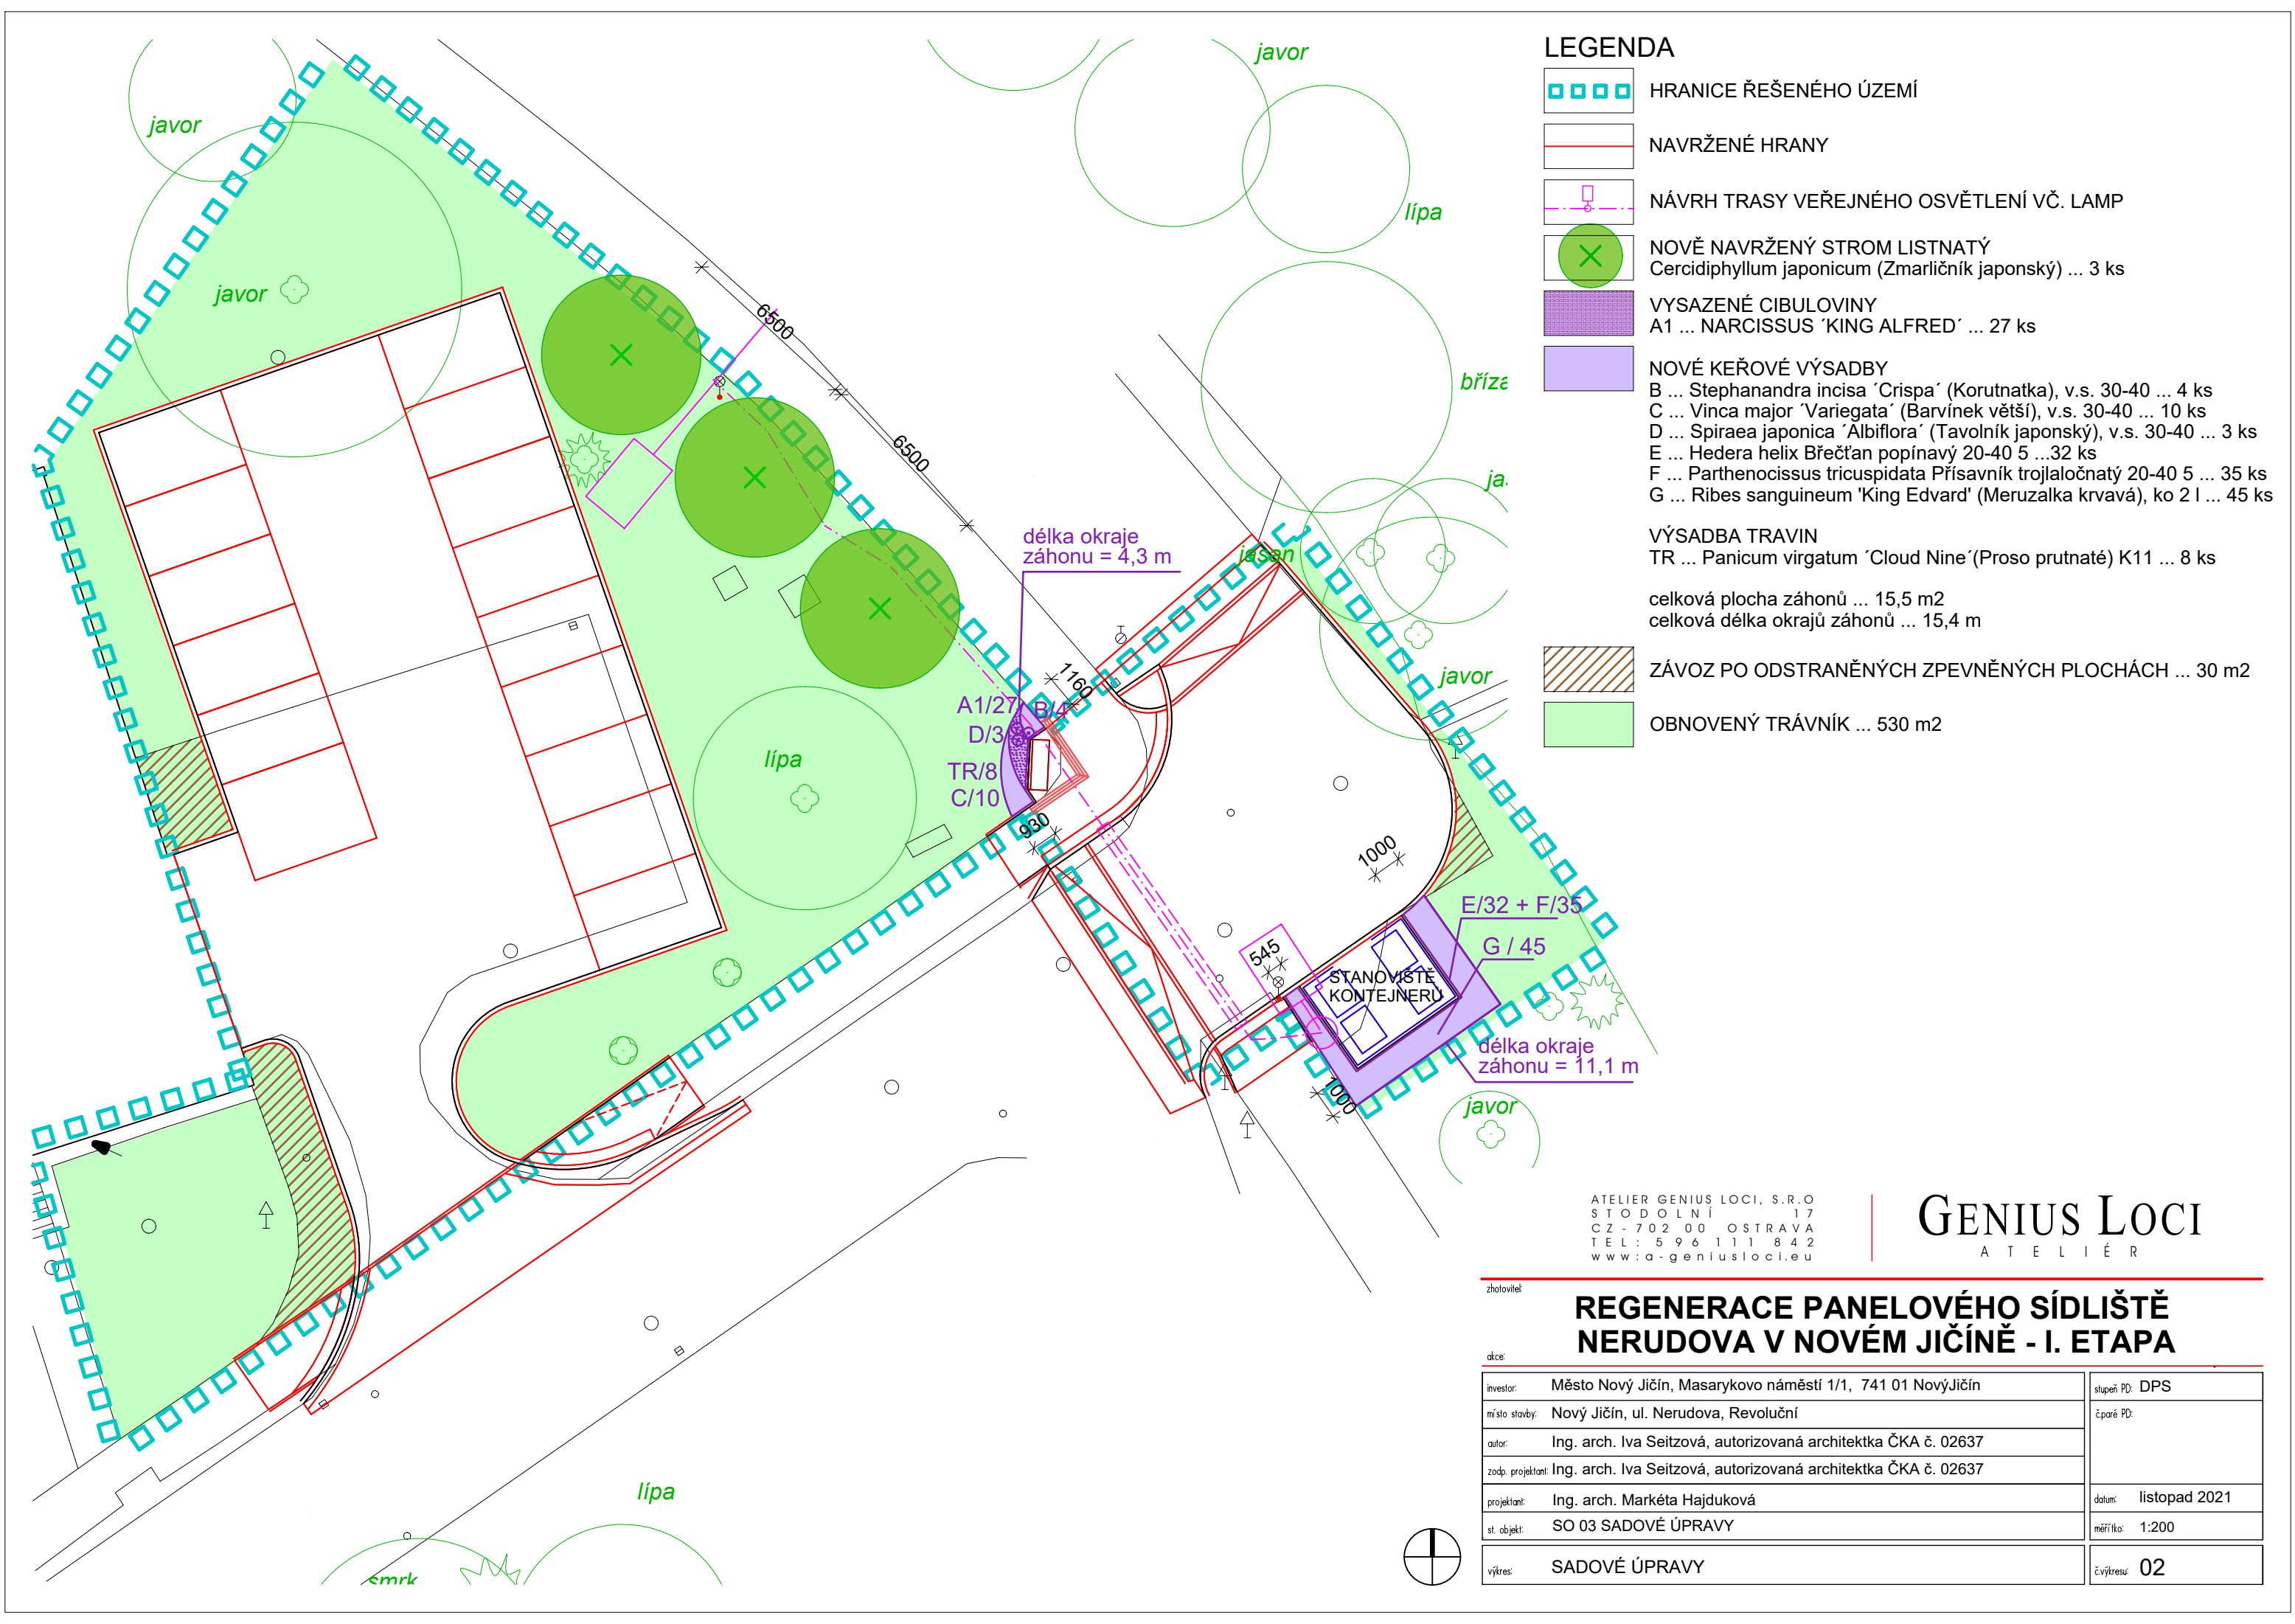 javor
javor
javor
javor
lípa
bříza
ja
jasan
javor
lípa
javor
lípa
smrk
6500
6500
délka okraje
záhonu = 4,3 m
1160
A1/27
B/4
D/3
TR/8
C/10
930
1000
545
STANOVIŠTĚ
KONTEJNERŮ
E/32 + F/35
G / 45
délka okraje
záhonu = 11,1 m
1000
LEGENDA
HRANICE ŘEŠENÉHO ÚZEMÍ
NAVRŽENÉ HRANY
NÁVRH TRASY VEŘEJNÉHO OSVĚTLENÍ VČ. LAMP
NOVĚ NAVRŽENÝ STROM LISTNATÝ
Cercidiphyllum japonicum (Zmarličník japonský) ... 3 ks
VYSAZENÉ CIBULOVINY
A1 ... NARCISSUS ´KING ALFRED´ ... 27 ks
NOVÉ KEŘOVÉ VÝSADBY
B ... Stephanandra incisa ´Crispa´ (Korutnatka), v.s. 30-40 ... 4 ks
C ... Vinca major ´Variegata´ (Barvínek větší), v.s. 30-40 ... 10 ks
D ... Spiraea japonica ´Albiflora´ (Tavolník japonský), v.s. 30-40 ... 3 ks
E ... Hedera helix Břečťan popínavý 20-40 5 ...32 ks
F ... Parthenocissus tricuspidata Přísavník trojlaločnatý 20-40 5 ... 35 ks
G ... Ribes sanguineum 'King Edvard' (Meruzalka krvavá), ko 2 l ... 45 ks
VÝSADBA TRAVIN
TR ... Panicum virgatum ´Cloud Nine´(Proso prutnaté) K11 ... 8 ks
celková plocha záhonů ... 15,5 m2
celková délka okrajů záhonů ... 15,4 m
ZÁVOZ PO ODSTRANĚNÝCH ZPEVNĚNÝCH PLOCHÁCH ... 30 m2
OBNOVENÝ TRÁVNÍK ... 530 m2
ATELIER GENIUS LOCI, S.R.O
STODOLNÍ 17
CZ-702 00 OSTRAVA
TEL: 596 111 842
www:a-geniusloci.eu
GENIUS LOCI
ATELIÉR
zhotovitel:
REGENERACE PANELOVÉHO SÍDLIŠTĚ
NERUDOVA V NOVÉM JIČÍNĚ - I. ETAPA
akce:
investor: Město Nový Jičín, Masarykovo náměstí 1/1, 741 01 NovýJičín
stupeň PD: DPS
místo stavby: Nový Jičín, ul. Nerudova, Revoluční
č.paré PD:
autor: Ing. arch. Iva Seitzová, autorizovaná architektka ČKA č. 02637
zodp. projektant: Ing. arch. Iva Seitzová, autorizovaná architektka ČKA č. 02637
projektant: Ing. arch. Markéta Hajduková
datum: listopad 2021
st. objekt: SO 03 SADOVÉ ÚPRAVY
měřítko: 1:200
výkres: SADOVÉ ÚPRAVY
č.výkresu: 02